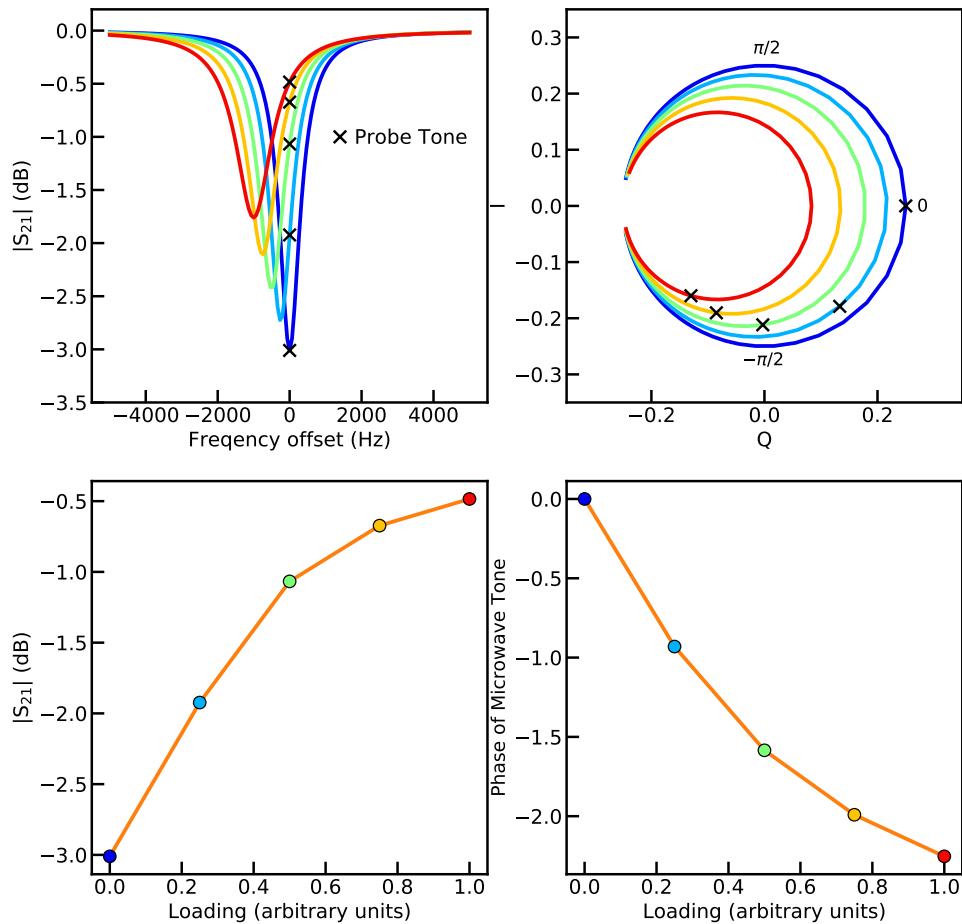 0.0
−0.5
−1.0
−1.5
−2.0
−2.5
−3.0
−3.5
|S21| (dB)
Probe Tone
−4000 −2000 0 2000 4000
Freqency offset (Hz)
0.3
0.2
0.1
0.0
−0.1
−0.2
−0.3
I
π/2
0
−π/2
−0.2 0.0 0.2
Q
−0.5
−1.0
−1.5
−2.0
−2.5
−3.0
|S21| (dB)
0.0 0.2 0.4 0.6 0.8 1.0
Loading (arbitrary units)
0.0
−0.5
−1.0
−1.5
−2.0
Phase of Microwave Tone
0.0 0.2 0.4 0.6 0.8 1.0
Loading (arbitrary units)